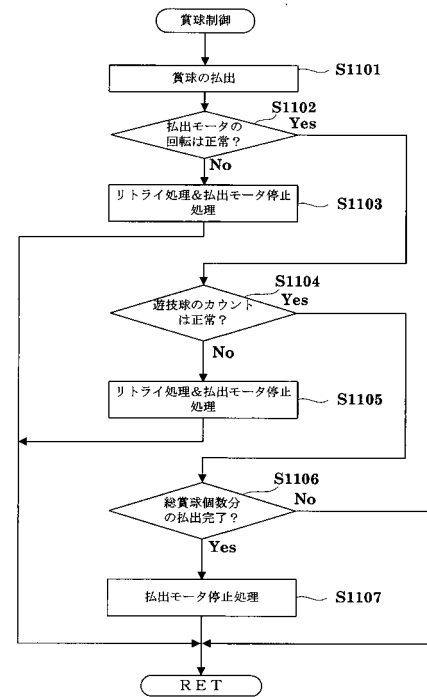 賞球制御
賞球の払出
S1101
S1102
払出モータの
回転は正常？
Yes
No
リトライ処理＆払出モータ停止
処理
S1103
S1104
遊技球のカウント
は正常？
Yes
No
リトライ処理＆払出モータ停止
処理
S1105
S1106
総賞球個数分
の払出完了？
No
Yes
払出モータ停止処理
S1107
ＲＥＴ